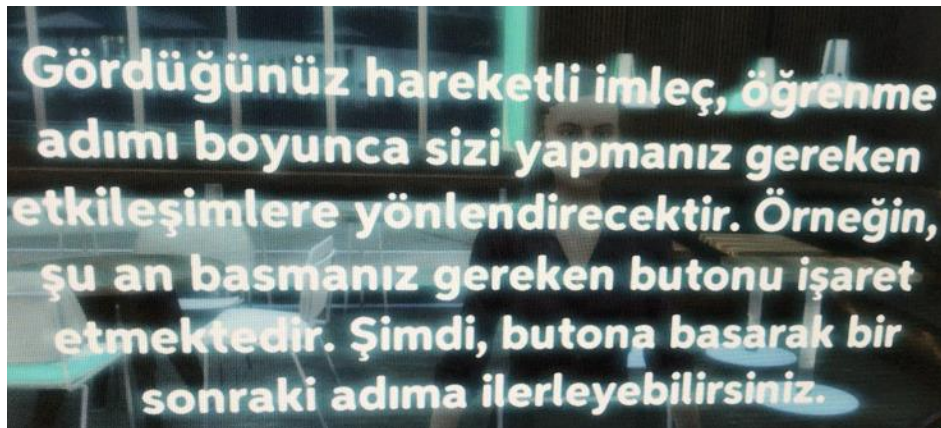 Gördüğünüz hareketli imleç, öğrenme
adımı boyunca sizi yapmanız gereken
etkileşimlere yönlendirecektir. Örneğin,
şu an basmanız gereken butonu işaret
etmektedir. Şimdi, butona basarak bir
sonraki adıma ilerleyebilirsiniz.